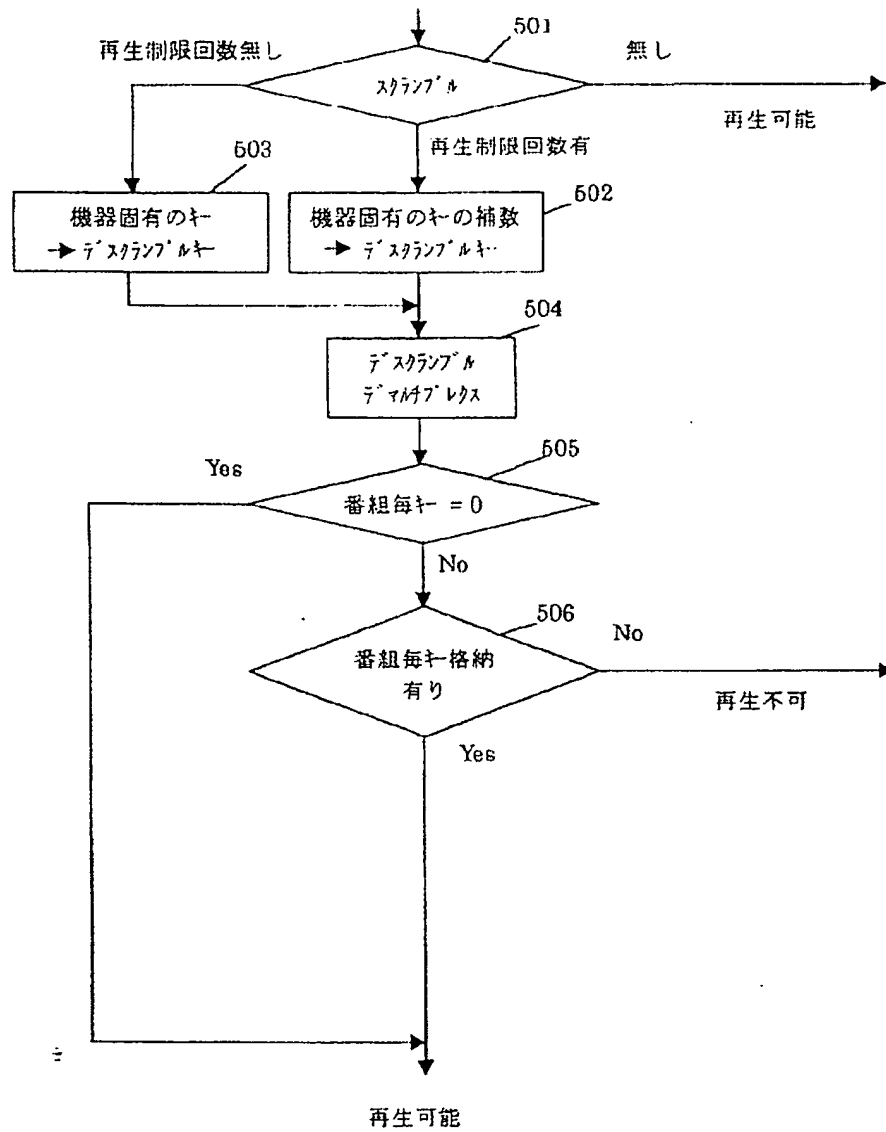 501
再生制限回数無し
無し
スクランブル
再生可能
再生制限回数有
503
502
機器固有のキー
→ デスクランブルキー
機器固有のキーの補数
→ デスクランブルキー
504
デスクランブル
デマルチプレクス
505
Yes
番組毎キー = 0
No
506
No
番組毎キー格納
有り
再生不可
Yes
再生可能